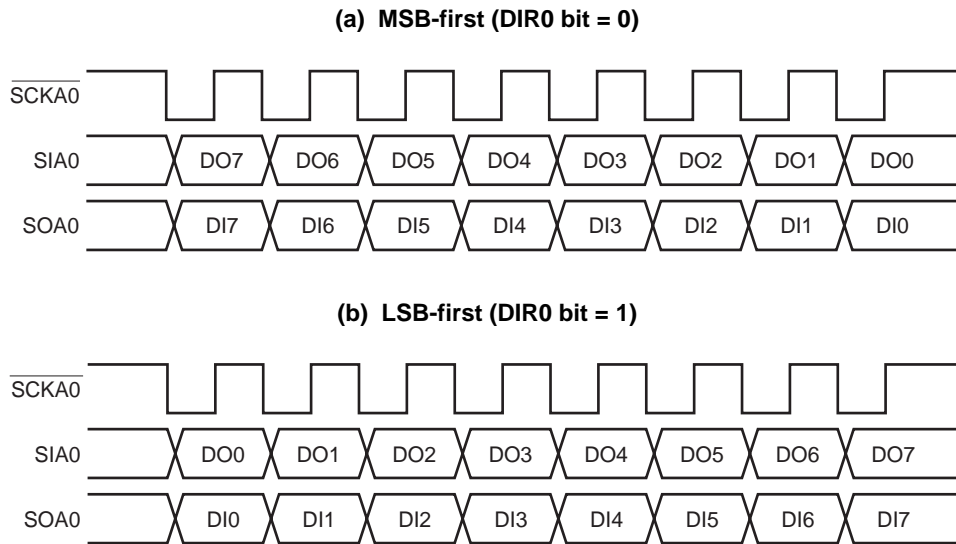 (a) MSB-first (DIR0 bit = 0)
SCKA0
SIA0 DO7 DO6 DO5 DO4 DO3 DO2 DO1 DO0
SOA0 DI7 DI6 DI5 DI4 DI3 DI2 DI1 DI0
(b) LSB-first (DIR0 bit = 1)
SCKA0
SIA0 DO0 DO1 DO2 DO3 DO4 DO5 DO6 DO7
SOA0 DI0 DI1 DI2 DI3 DI4 DI5 DI6 DI7